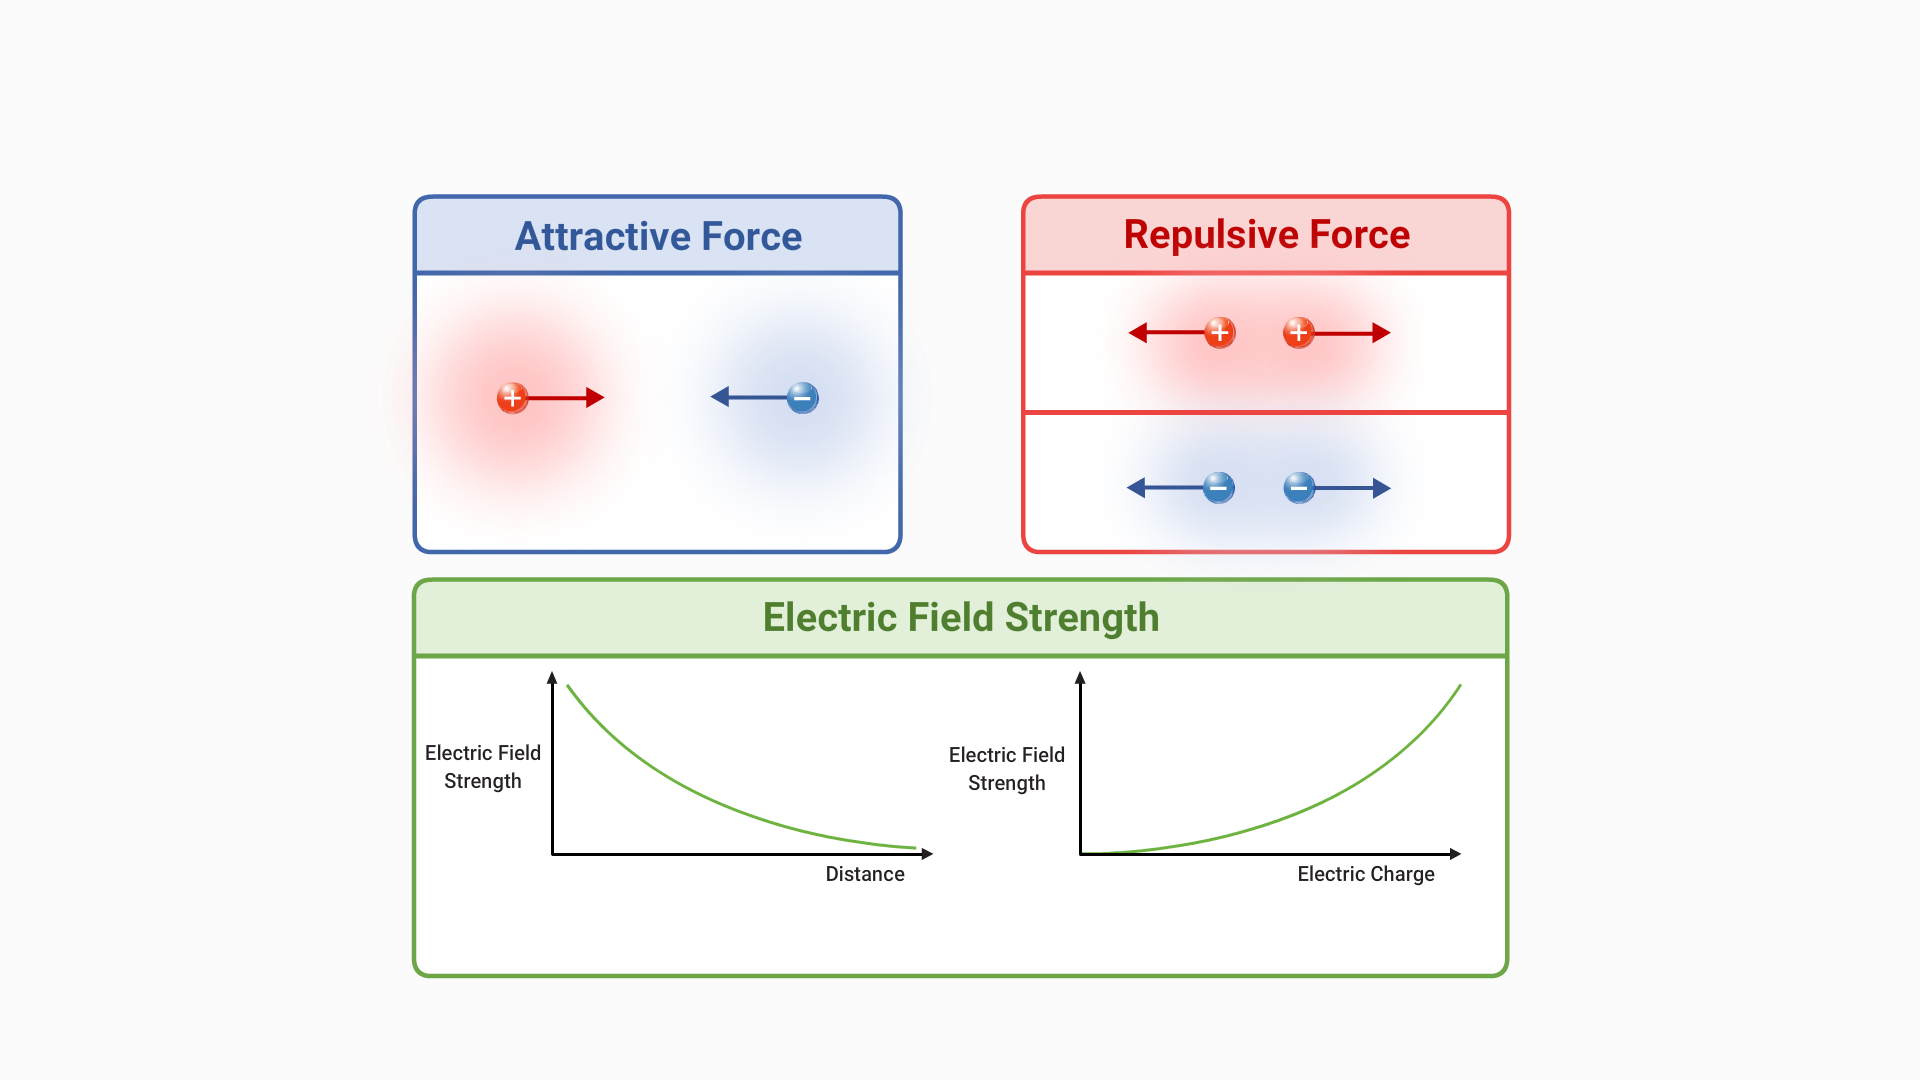 Attractive Force
Repulsive Force
+
−
+
+
−
−
Electric Field Strength
Electric Field
Strength
Distance
Electric Field
Strength
Electric Charge